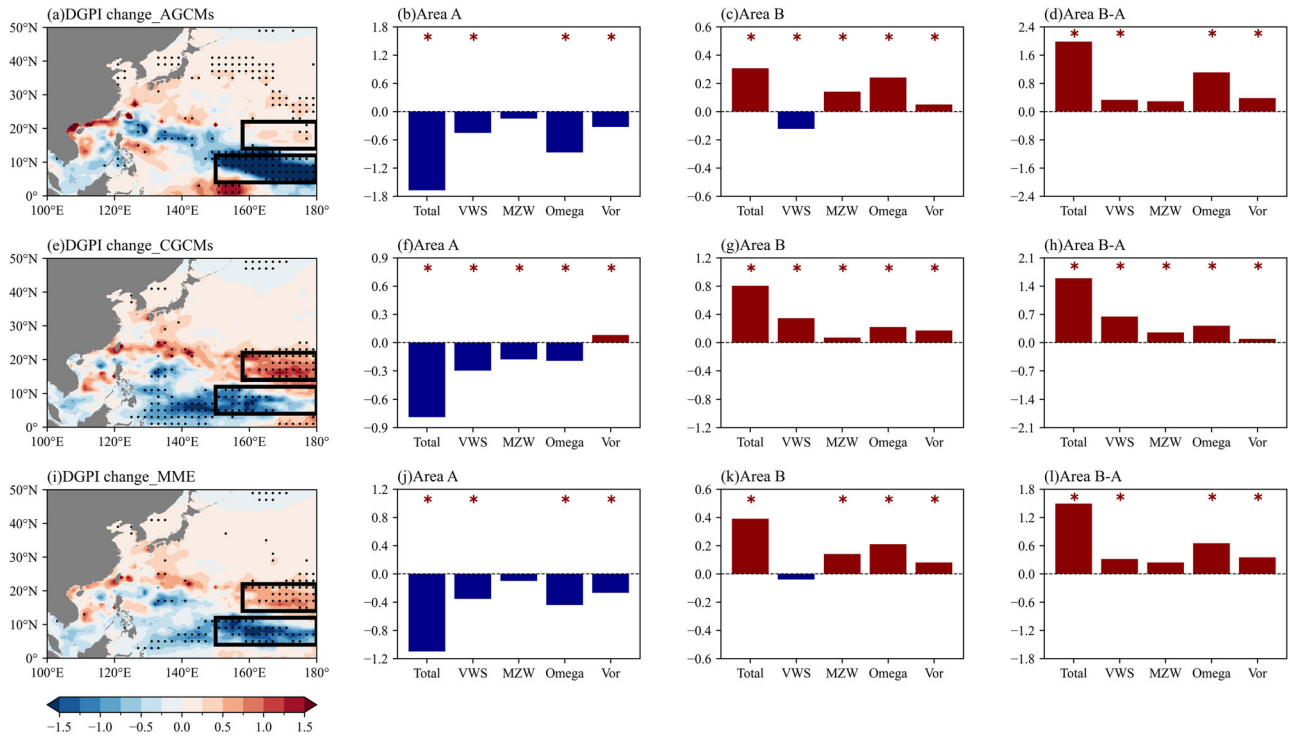 (a)DGPI change_AGCMs
50°N
40°N
30°N
20°N
10°N
0°
100°E 120°E 140°E 160°E 180°
(b)Area A
* * * *
1.8
1.2
0.6
0.0
−0.6
−1.2
−1.8
Total VWS MZW Omega Vor
(c)Area B
* * * * *
0.6
0.4
0.2
0.0
−0.2
−0.4
−0.6
Total VWS MZW Omega Vor
(d)Area B-A
* * * *
2.4
1.6
0.8
0.0
−0.8
−1.6
−2.4
Total VWS MZW Omega Vor
(e)DGPI change_CGCMs
50°N
40°N
30°N
20°N
10°N
0°
100°E 120°E 140°E 160°E 180°
(f)Area A
* * * * *
0.9
0.6
0.3
0.0
−0.3
−0.6
−0.9
Total VWS MZW Omega Vor
(g)Area B
* * * * *
1.2
0.8
0.4
0.0
−0.4
−0.8
−1.2
Total VWS MZW Omega Vor
(h)Area B-A
* * * * *
2.1
1.4
0.7
0.0
−0.7
−1.4
−2.1
Total VWS MZW Omega Vor
(i)DGPI change_MME
50°N
40°N
30°N
20°N
10°N
0°
100°E 120°E 140°E 160°E 180°
−1.5 −1.0 −0.5 0.0 0.5 1.0 1.5
(j)Area A
* * * *
1.2
0.8
0.4
0.0
−0.4
−0.8
−1.2
Total VWS MZW Omega Vor
(k)Area B
* * * *
0.6
0.4
0.2
0.0
−0.2
−0.4
−0.6
Total VWS MZW Omega Vor
(l)Area B-A
* * * *
1.8
1.2
0.6
0.0
−0.6
−1.2
−1.8
Total VWS MZW Omega Vor